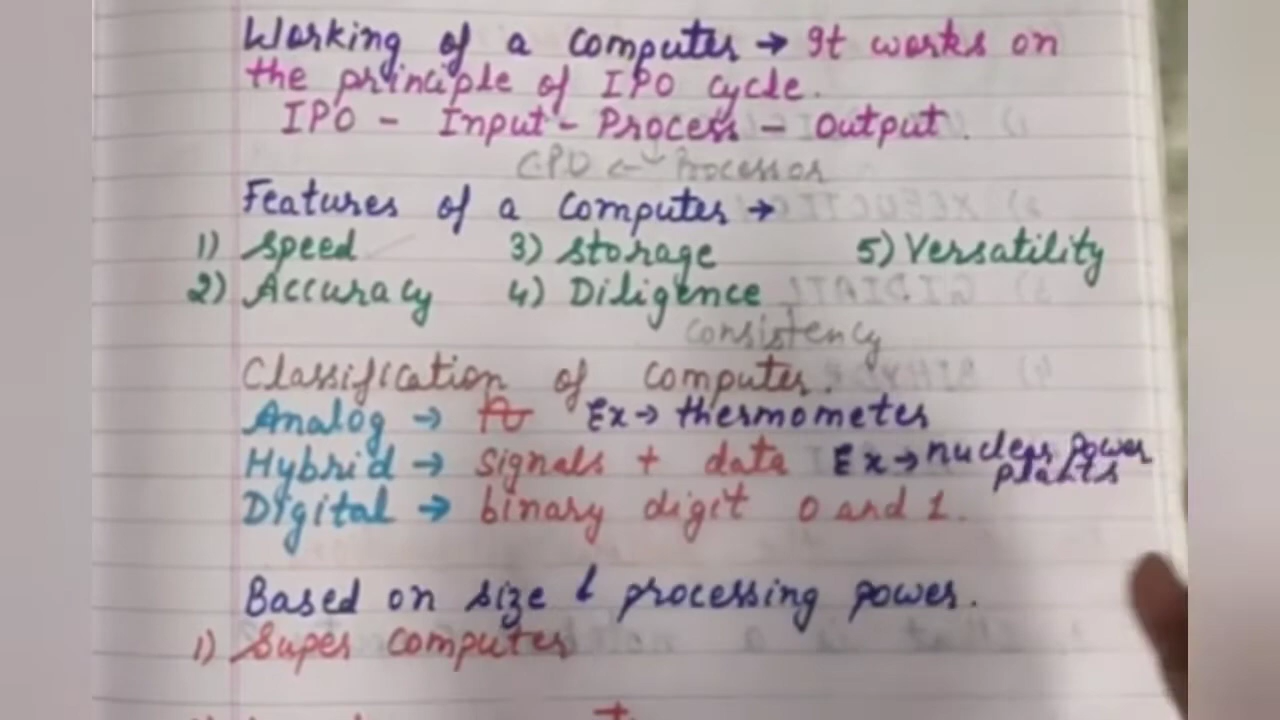 Working of a computer → It works on
the principle of IPO cycle.
IPO - Input - Process - Output.
CPU ← Processor
Features of a computer →
1) Speed 3) Storage 5) Versatility
2) Accuracy 4) Diligence
Consistency
Classification of computer.
Analog → Ex → thermometer
Hybrid → Signals + data Ex → nuclear power
plants
Digital → binary digit 0 and 1.
Based on size & processing power.
1) Super computer